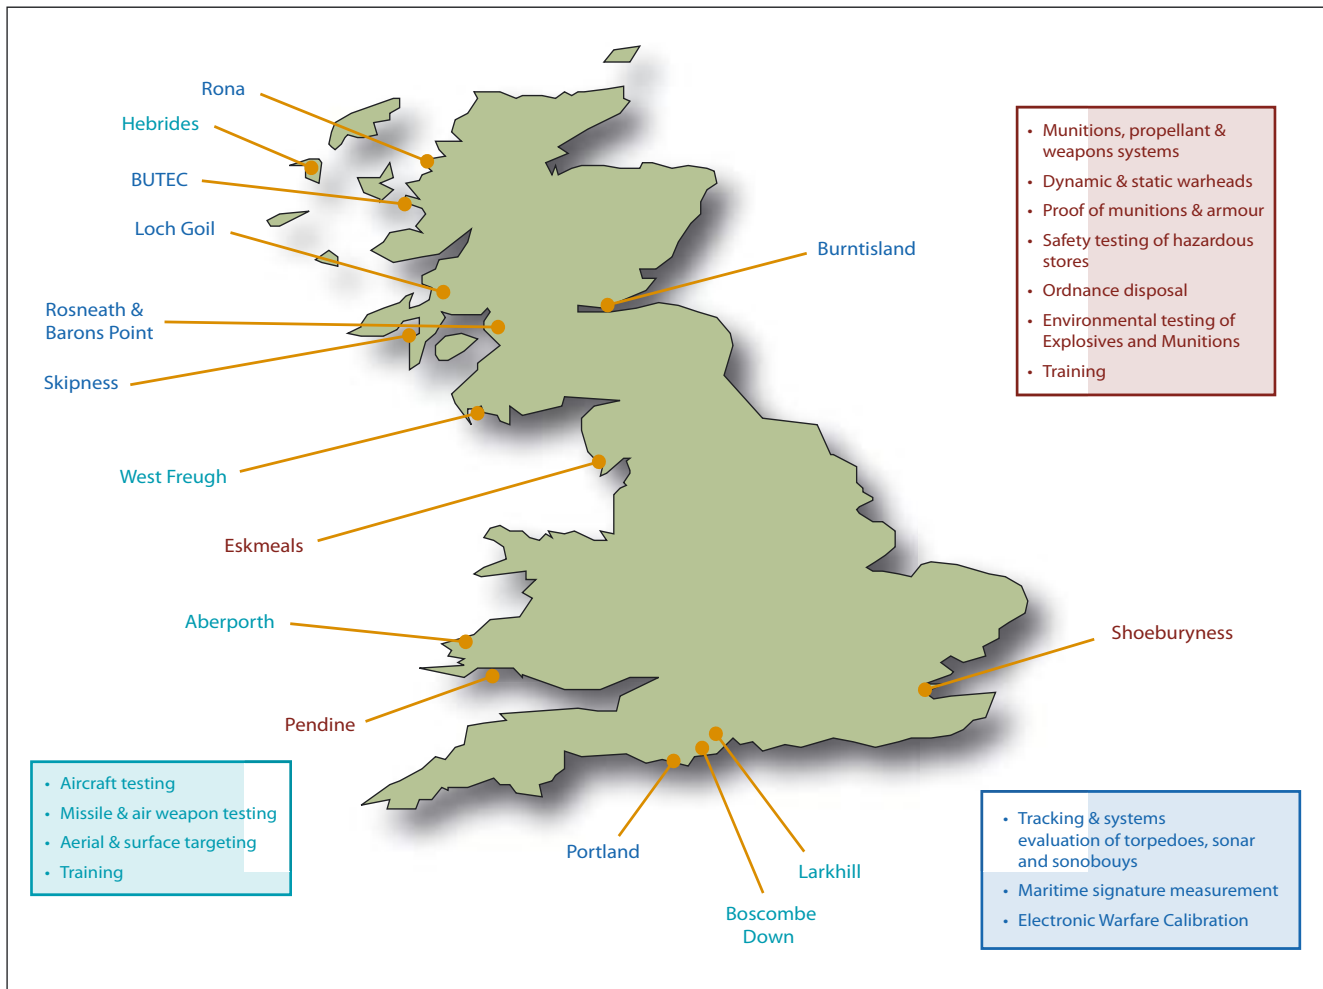 Rona
Hebrides
BUTEC
Loch Goil
Rosneath &
Barons Point
Skipness
West Freugh
Eskmeals
Aberporth
Pendine
Burntisland
Shoeburyness
Portland
Larkhill
Boscombe
Down
• Munitions, propellant &
weapons systems
• Dynamic & static warheads
• Proof of munitions & armour
• Safety testing of hazardous
stores
• Ordnance disposal
• Environmental testing of
Explosives and Munitions
• Training
• Aircraft testing
• Missile & air weapon testing
• Aerial & surface targeting
• Training
• Tracking & systems
evaluation of torpedoes, sonar
and sonobouys
• Maritime signature measurement
• Electronic Warfare Calibration